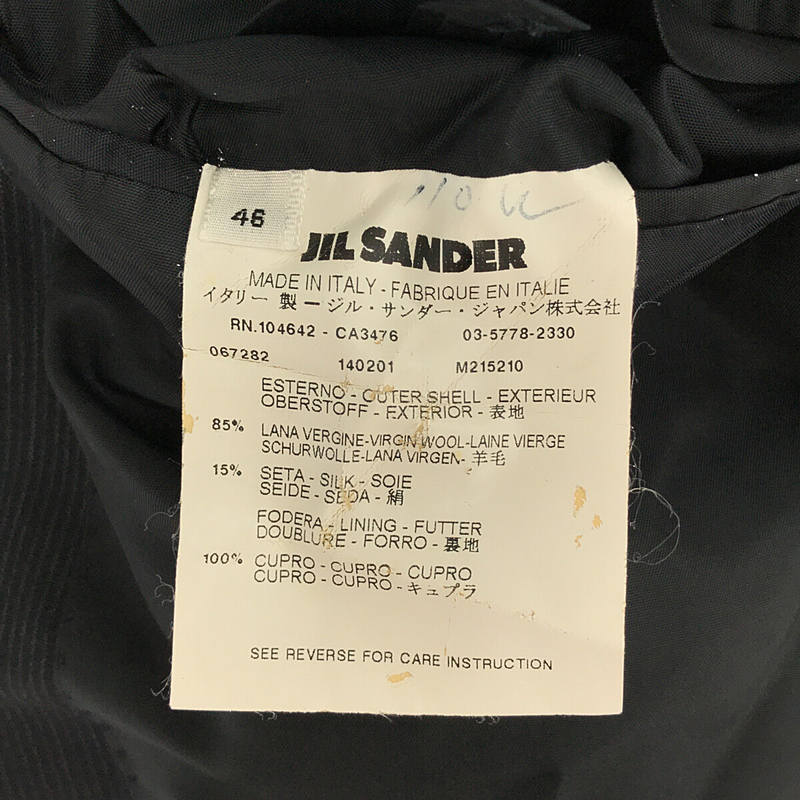 46
JIL SANDER
MADE IN ITALY - FABRIQUE EN ITALIE
イタリー 製 ー ジル・サンダー・ジャパン株式会社
RN.104642 - CA3476 03-5778-2330
067282 140201 M215210
ESTERNO - OUTER SHELL - EXTERIEUR
OBERSTOFF - EXTERIOR - 表地
85% LANA VERGINE-VIRGIN WOOL-LAINE VIERGE
SCHURWOLLE-LANA VIRGEN- 羊毛
15% SETA - SILK - SOIE
SEIDE - SEDA - 絹
FODERA - LINING - FUTTER
DOUBLURE - FORRO - 裏地
100% CUPRO - CUPRO - CUPRO
CUPRO - CUPRO - キュプラ
SEE REVERSE FOR CARE INSTRUCTION